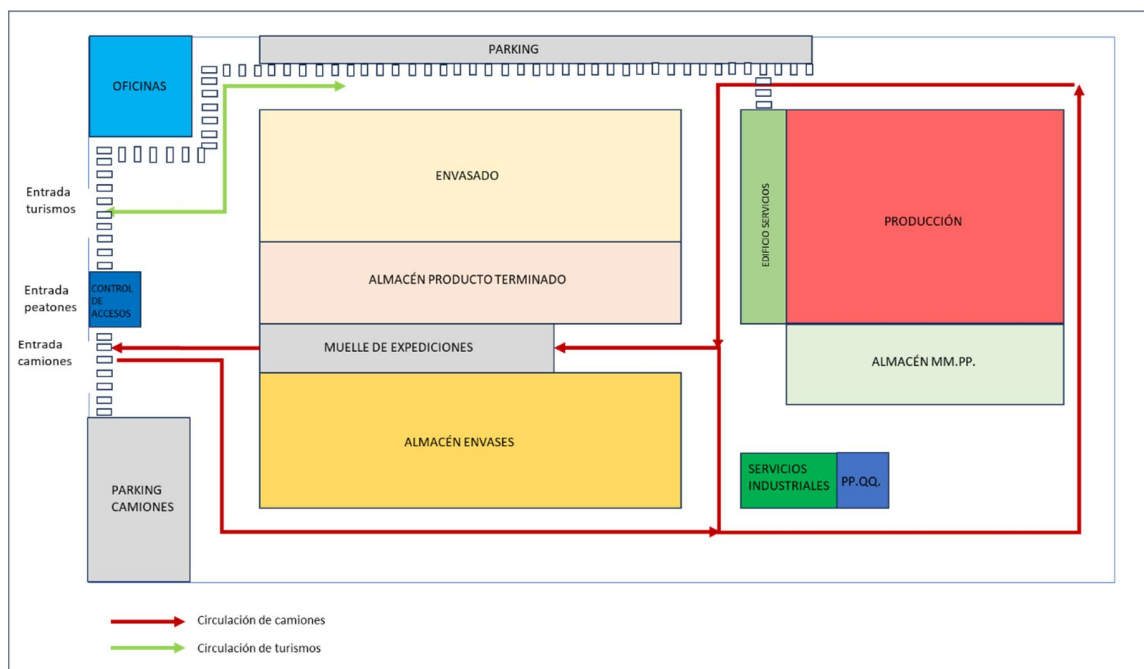 PARKING
OFICINAS
ENVASADO
Entrada
turismos
EDIFICIO SERVICIOS
PRODUCCIÓN
ALMACÉN PRODUCTO TERMINADO
Entrada
peatones
CONTROL
DE
ACCESOS
Entrada
camiones
MUELLE DE EXPEDICIONES
ALMACÉN MM.PP.
ALMACÉN ENVASES
SERVICIOS
INDUSTRIALES
PP.QQ.
PARKING
CAMIONES
Circulación de camiones
Circulación de turismos